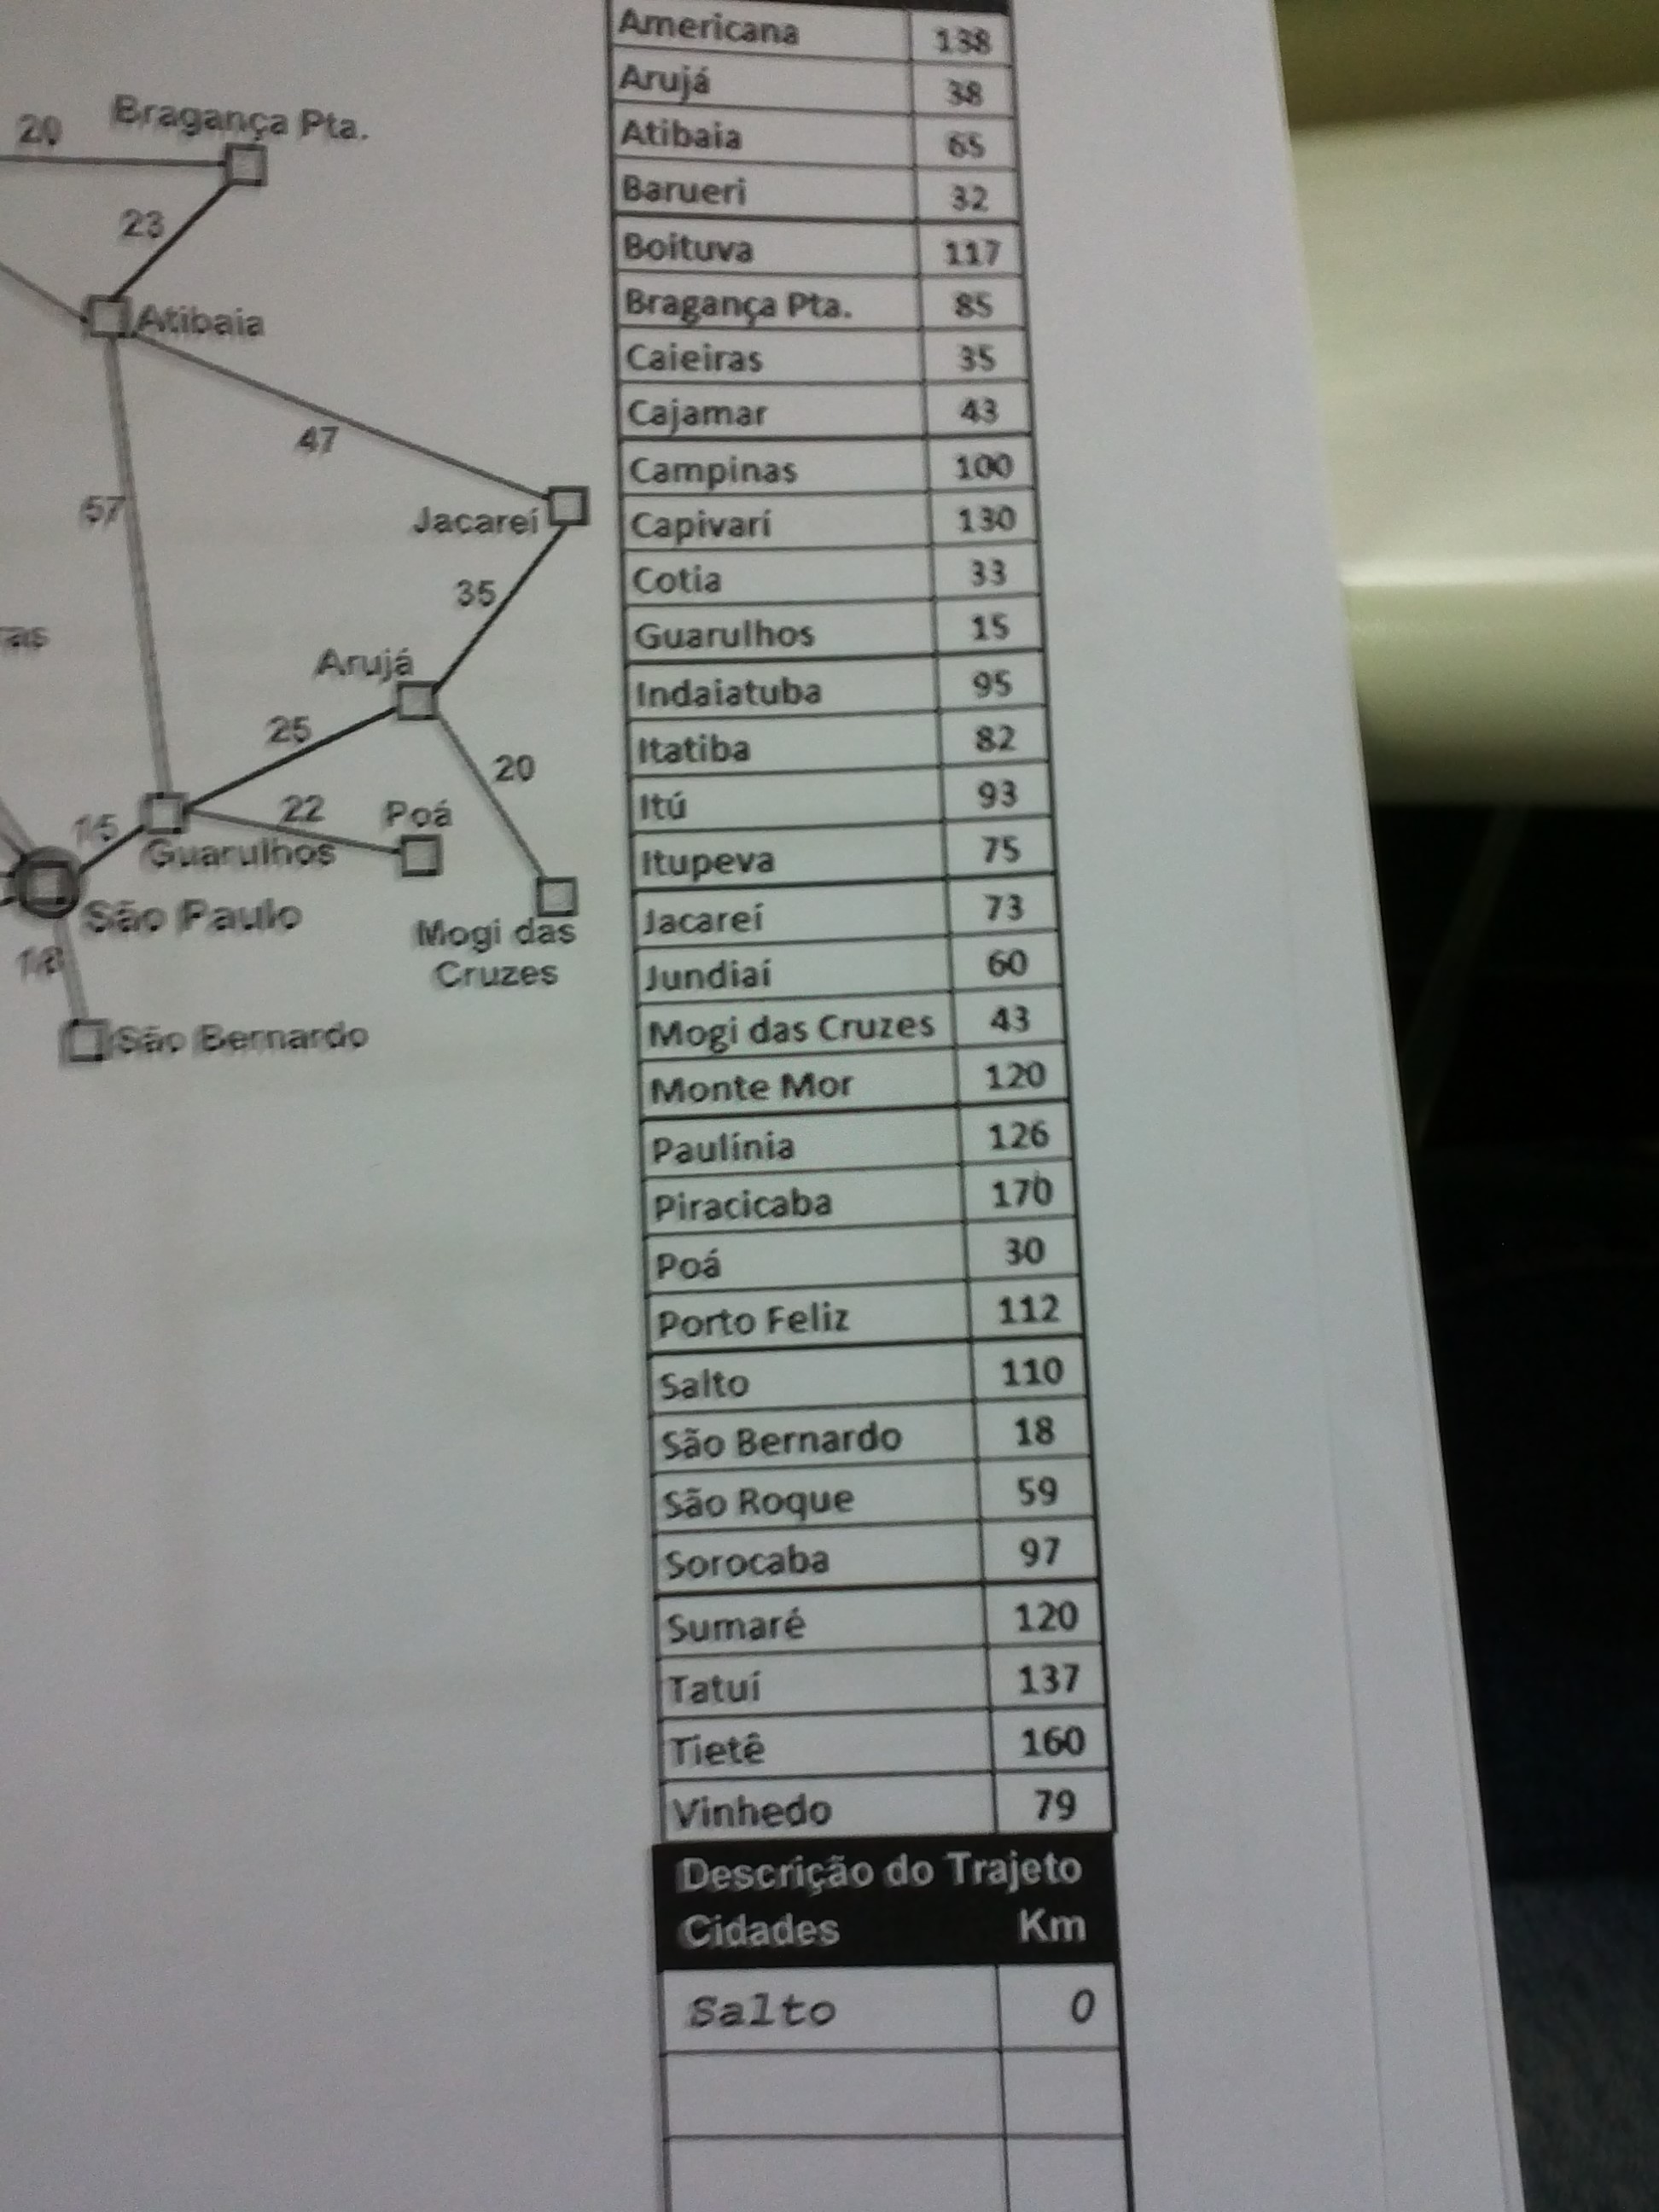 20
Bragança Pta.
23
Atibaia
47
57
Jacareí
35
Arujá
25
20
22
Poá
15
Guarulhos
São Paulo
Mogi das
Cruzes
18
São Bernardo
Americana 138
Arujá 38
Atibaia 65
Barueri 32
Boituva 117
Bragança Pta. 85
Caieiras 35
Cajamar 43
Campinas 100
Capivarí 130
Cotia 33
Guarulhos 15
Indaiatuba 95
Itatiba 82
Itú 93
Itupeva 75
Jacareí 73
Jundiaí 60
Mogi das Cruzes 43
Monte Mor 120
Paulínia 126
Piracicaba 170
Poá 30
Porto Feliz 112
Salto 110
São Bernardo 18
São Roque 59
Sorocaba 97
Sumaré 120
Tatuí 137
Tietê 160
Vinhedo 79
Descrição do Trajeto
Cidades Km
Salto 0